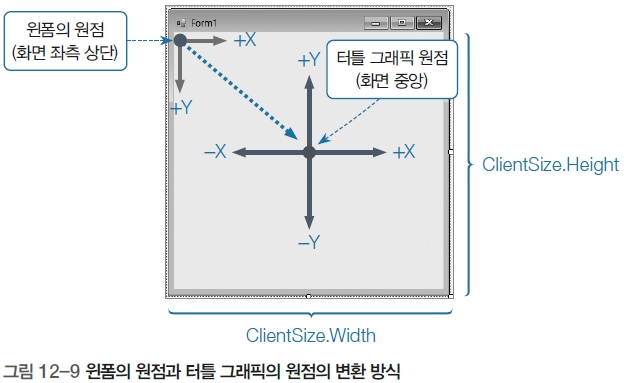 윈폼의 원점
(화면 좌측 상단)
Form1
+X
+Y
터틀 그래픽 원점
(화면 중앙)
+Y
−X
+X
−Y
ClientSize.Height
ClientSize.Width
그림 12−9 윈폼의 원점과 터틀 그래픽의 원점의 변환 방식